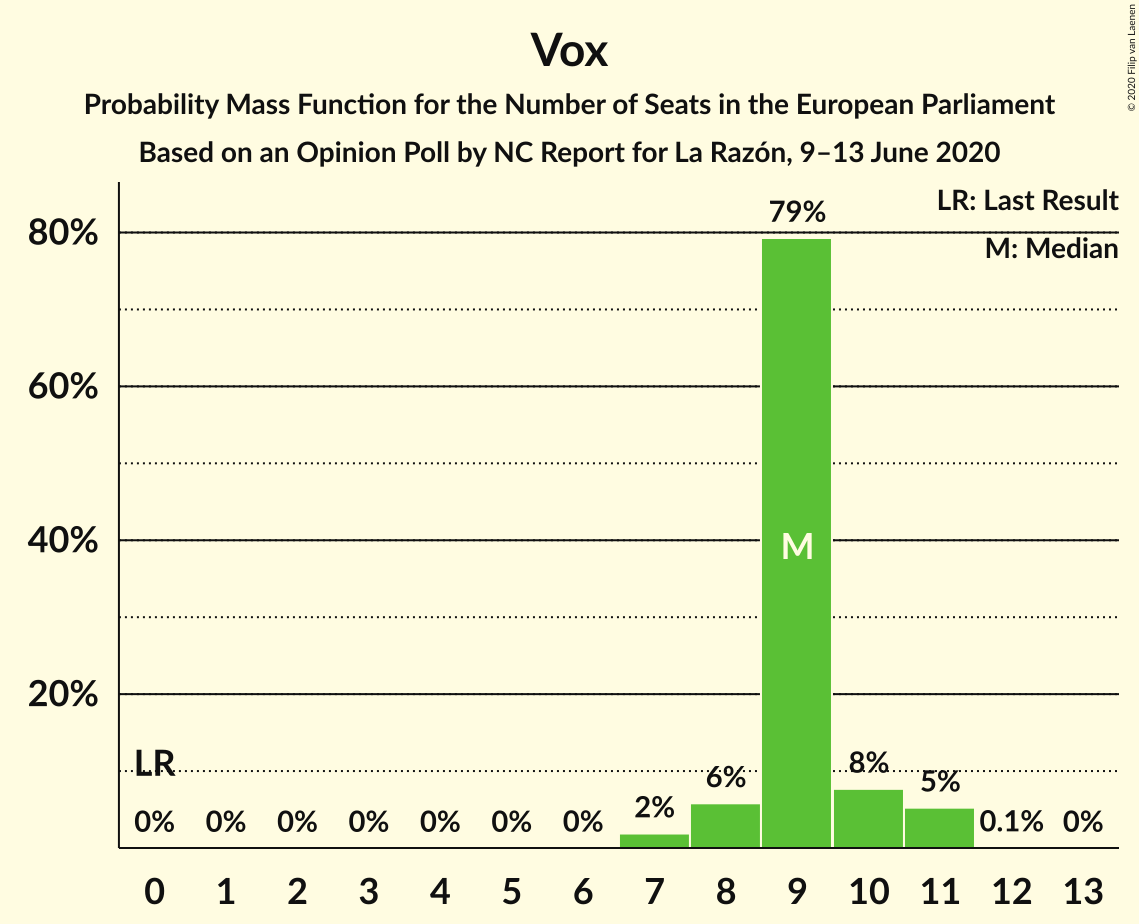 Vox
Probability Mass Function for the Number of Seats in the European Parliament
Based on an Opinion Poll by NC Report for La Razón, 9–13 June 2020
© 2020 Filip van Laenen
LR: Last Result
M: Median
80%
60%
40%
20%
79%
M
LR
0% 0% 0% 0% 0% 0% 0% 2% 6% 8% 5% 0.1% 0%
0 1 2 3 4 5 6 7 8 9 10 11 12 13